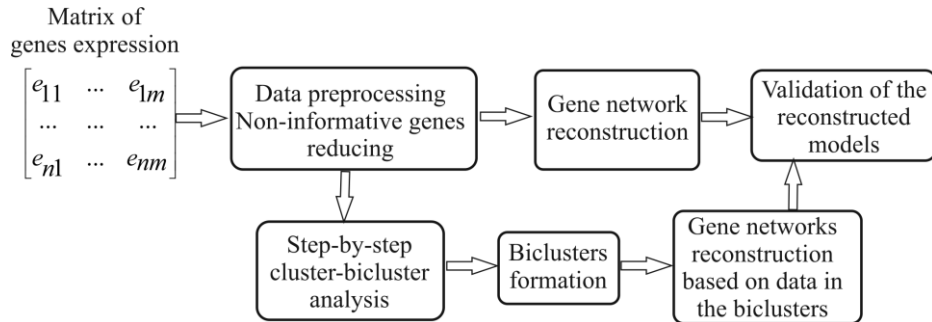 Matrix of
genes expression
e11 ... e1m
... ... ...
en1 ... enm
Data preprocessing
Non-informative genes
reducing
Gene network
reconstruction
Validation of the
reconstructed
models
Step-by-step
cluster-bicluster
analysis
Biclusters
formation
Gene networks
reconstruction
based on data in
the biclusters